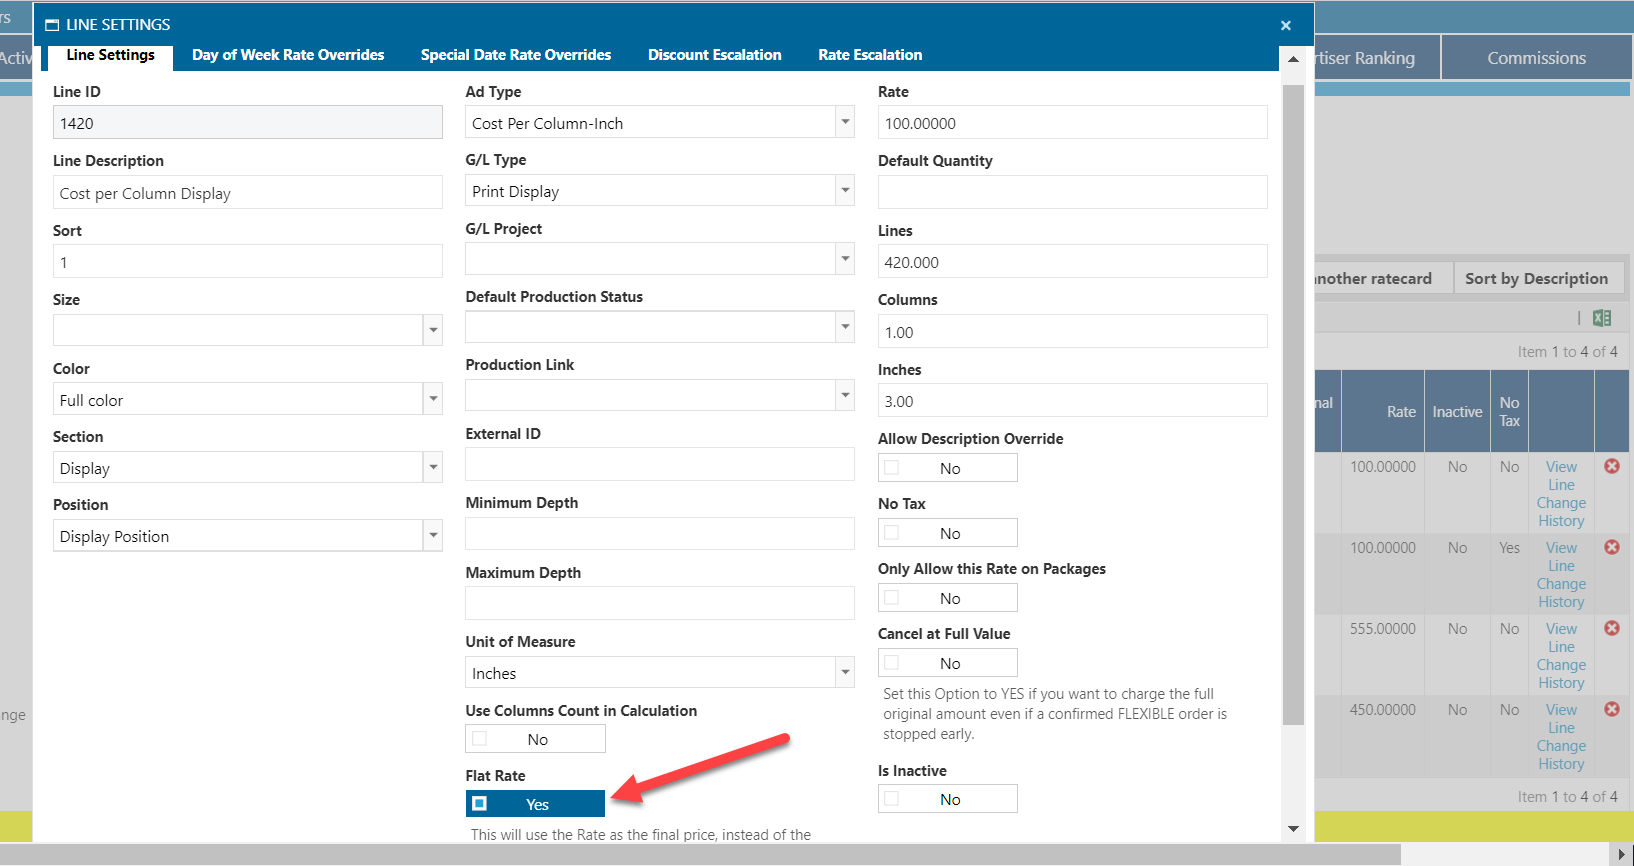 rs
LINE SETTINGS
×
Activ
Line Settings
Day of Week Rate Overrides
Special Date Rate Overrides
Discount Escalation
Rate Escalation
rtiser Ranking
Commissions
Line ID
1420
Line Description
Cost per Column Display
Sort
1
Size
Color
Full color
Section
Display
Position
Display Position
Ad Type
Cost Per Column-Inch
G/L Type
Print Display
G/L Project
Default Production Status
Production Link
External ID
Minimum Depth
Maximum Depth
Unit of Measure
Inches
Use Columns Count in Calculation
No
Flat Rate
Yes
This will use the Rate as the final price, instead of the
Rate
100.00000
Default Quantity
Lines
420.000
Columns
1.00
Inches
3.00
Allow Description Override
No
No Tax
No
Only Allow this Rate on Packages
No
Cancel at Full Value
No
Set this Option to YES if you want to charge the full
original amount even if a confirmed FLEXIBLE order is
stopped early.
Is Inactive
No
nother ratecard
Sort by Description
|
Item 1 to 4 of 4
nal
Rate
Inactive
No
Tax
100.00000 No No View
Line
Change
History
100.00000 No Yes View
Line
Change
History
555.00000 No No View
Line
Change
History
450.00000 No No View
Line
Change
History
nge
Item 1 to 4 of 4